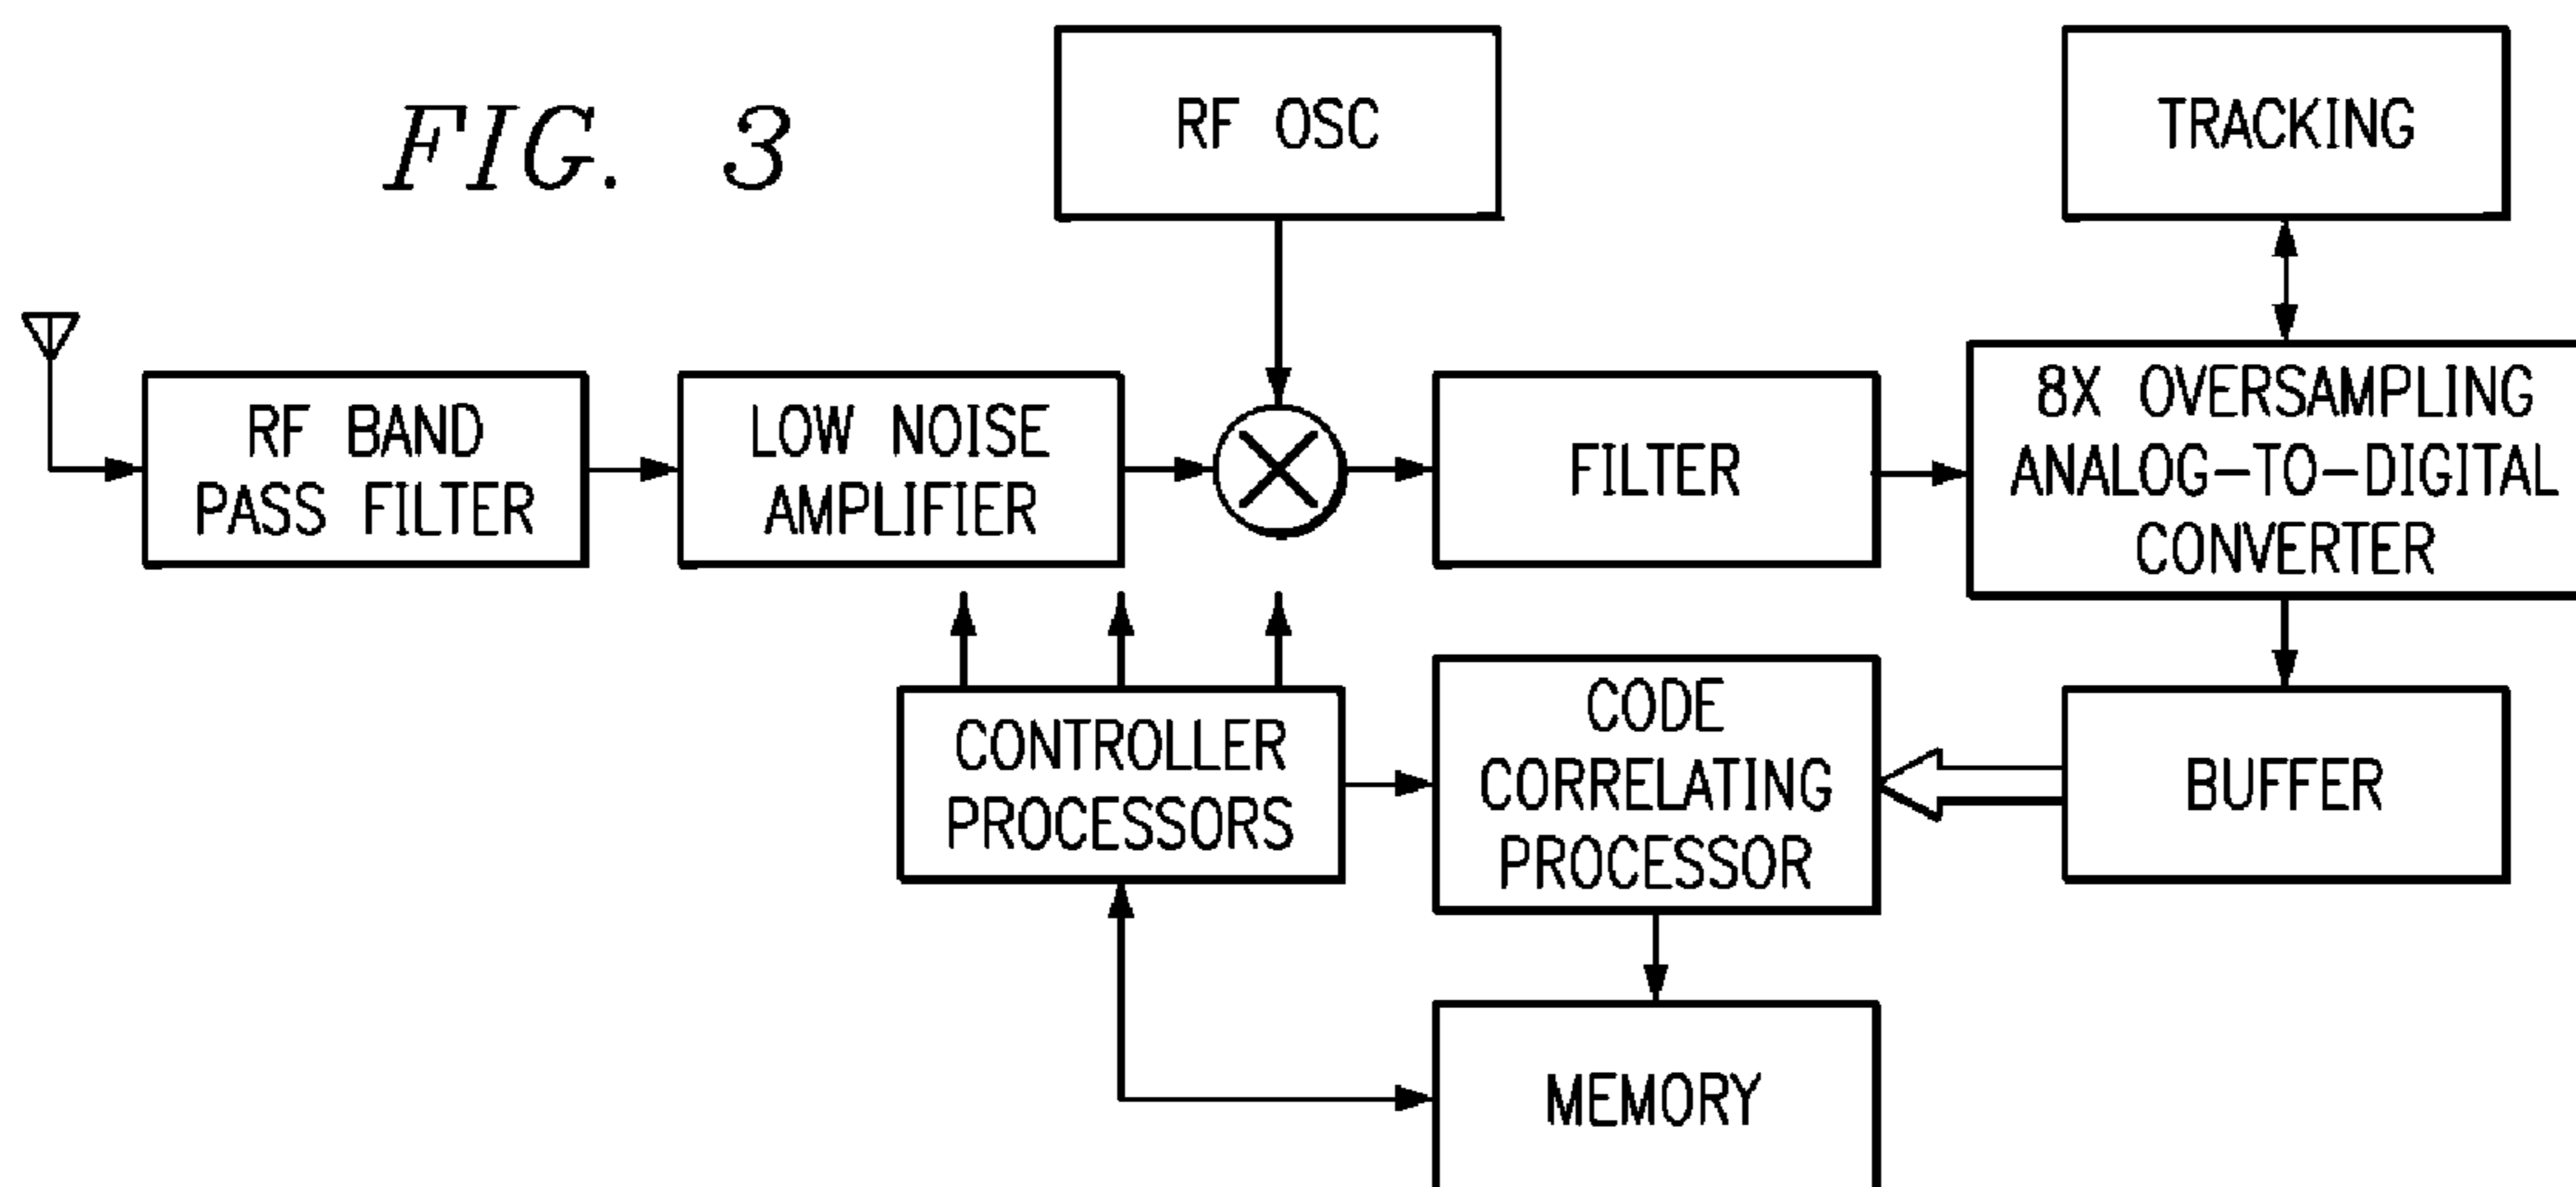 FIG. 3
RF OSC
TRACKING
RF BAND
PASS FILTER
LOW NOISE
AMPLIFIER
FILTER
8X OVERSAMPLING
ANALOG-TO-DIGITAL
CONVERTER
CONTROLLER
PROCESSORS
CODE
CORRELATING
PROCESSOR
BUFFER
MEMORY